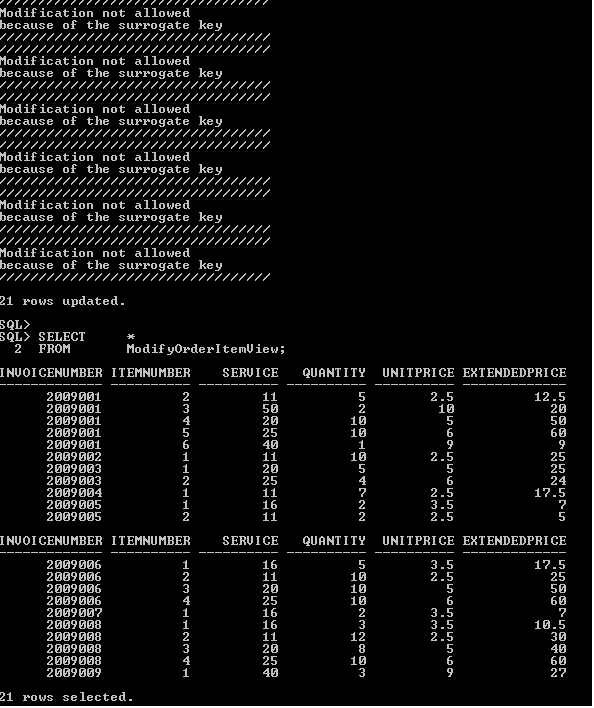 //////////////////////////////////
Modification not allowed
because of the surrogate key
//////////////////////////////////
//////////////////////////////////
Modification not allowed
because of the surrogate key
//////////////////////////////////
//////////////////////////////////
Modification not allowed
because of the surrogate key
//////////////////////////////////
//////////////////////////////////
Modification not allowed
because of the surrogate key
//////////////////////////////////
//////////////////////////////////
Modification not allowed
because of the surrogate key
//////////////////////////////////
//////////////////////////////////
Modification not allowed
because of the surrogate key
//////////////////////////////////
21 rows updated.
SQL>
SQL> SELECT *
2 FROM ModifyOrderItemView;
INVOICENUMBER ITEMNUMBER SERVICE QUANTITY UNITPRICE EXTENDEDPRICE
------------- ---------- ---------- ---------- ---------- -------------
2009001 2 11 5 2.5 12.5
2009001 3 50 2 10 20
2009001 4 20 10 5 50
2009001 5 25 10 6 60
2009001 6 40 1 9 9
2009002 1 11 10 2.5 25
2009003 1 20 5 5 25
2009003 2 25 4 6 24
2009004 1 11 7 2.5 17.5
2009005 1 16 2 3.5 7
2009005 2 11 2 2.5 5
INVOICENUMBER ITEMNUMBER SERVICE QUANTITY UNITPRICE EXTENDEDPRICE
------------- ---------- ---------- ---------- ---------- -------------
2009006 1 16 5 3.5 17.5
2009006 2 11 10 2.5 25
2009006 3 20 10 5 50
2009006 4 25 10 6 60
2009007 1 16 2 3.5 7
2009008 1 16 3 3.5 10.5
2009008 2 11 12 2.5 30
2009008 3 20 8 5 40
2009008 4 25 10 6 60
2009009 1 40 3 9 27
21 rows selected.